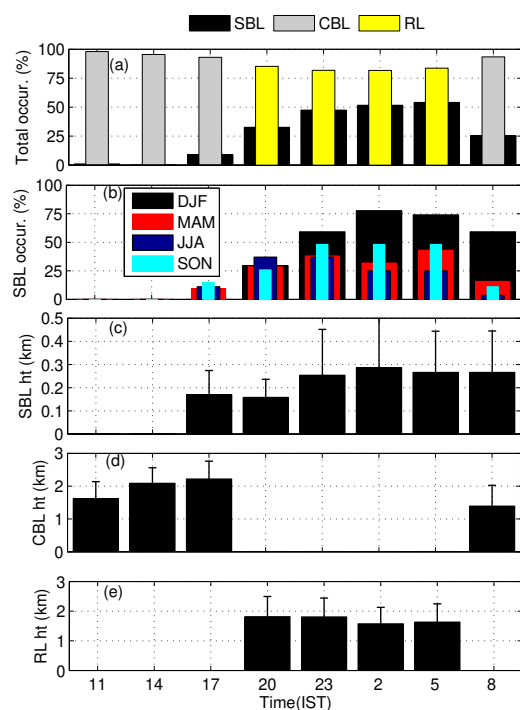 SBL CBL RL
(a)
Total occur. (%)
100
75
50
25
0
(b)
DJF
MAM
JJA
SON
SBL occur. (%)
100
75
50
25
0
(c)
SBL ht (km)
0.5
0.4
0.3
0.2
0.1
0
(d)
CBL ht (km)
3
2
1
0
(e)
RL ht (km)
3
2
1
0
11 14 17 20 23 2 5 8
Time(IST)